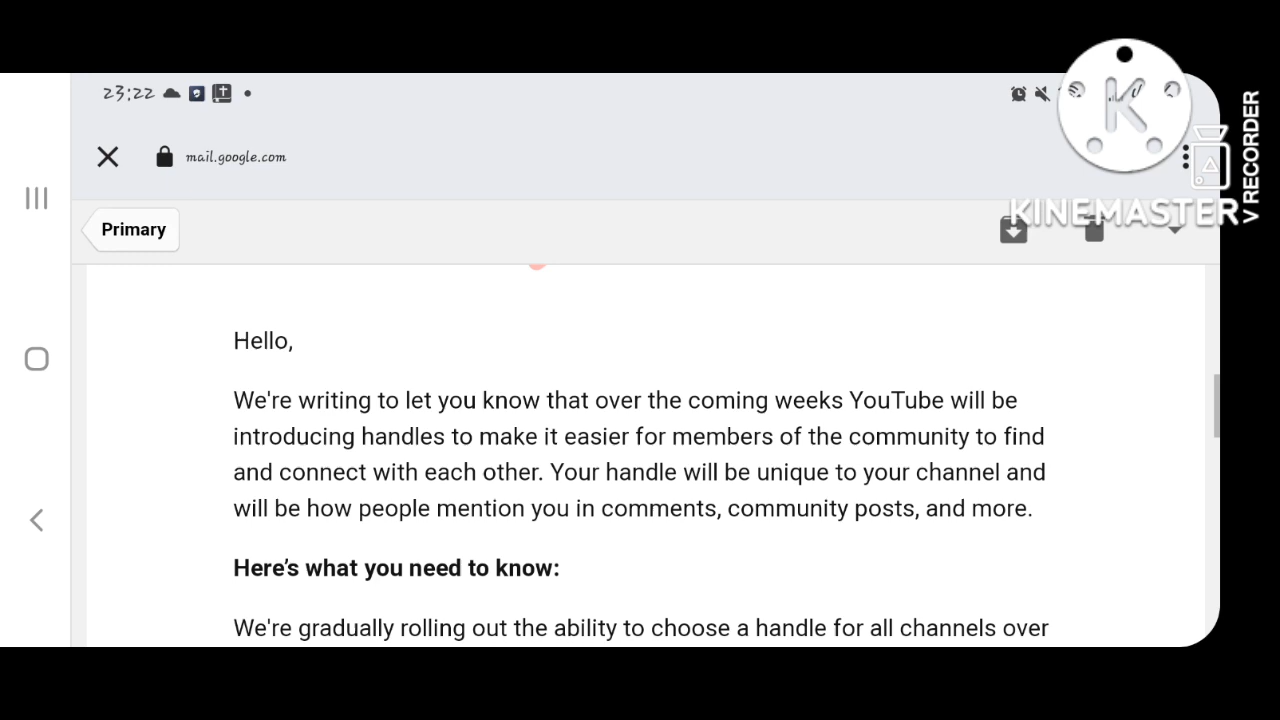 23:22
mail.google.com
K
KINEMASTER
V RECORDER
Primary
Hello,
We're writing to let you know that over the coming weeks YouTube will be
introducing handles to make it easier for members of the community to find
and connect with each other. Your handle will be unique to your channel and
will be how people mention you in comments, community posts, and more.
Here's what you need to know:
We're gradually rolling out the ability to choose a handle for all channels over